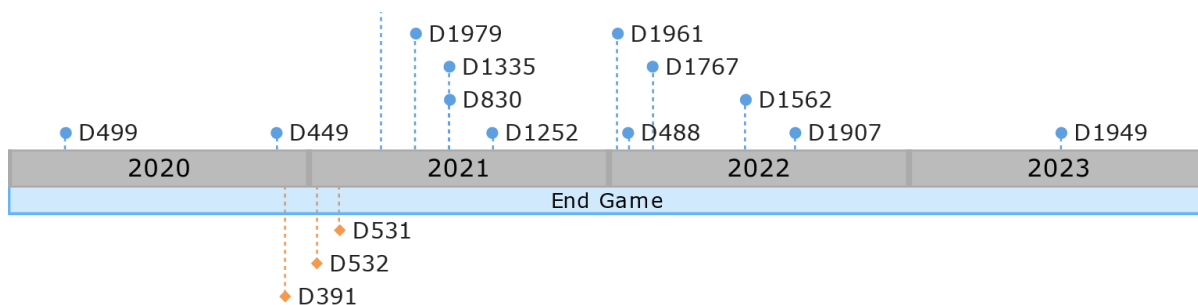 D1979 D1961
D1335 D1767
D830 D1562
D499 D449 D1252 D488 D1907 D1949
2020 2021 2022 2023
End Game
D531
D532
D391